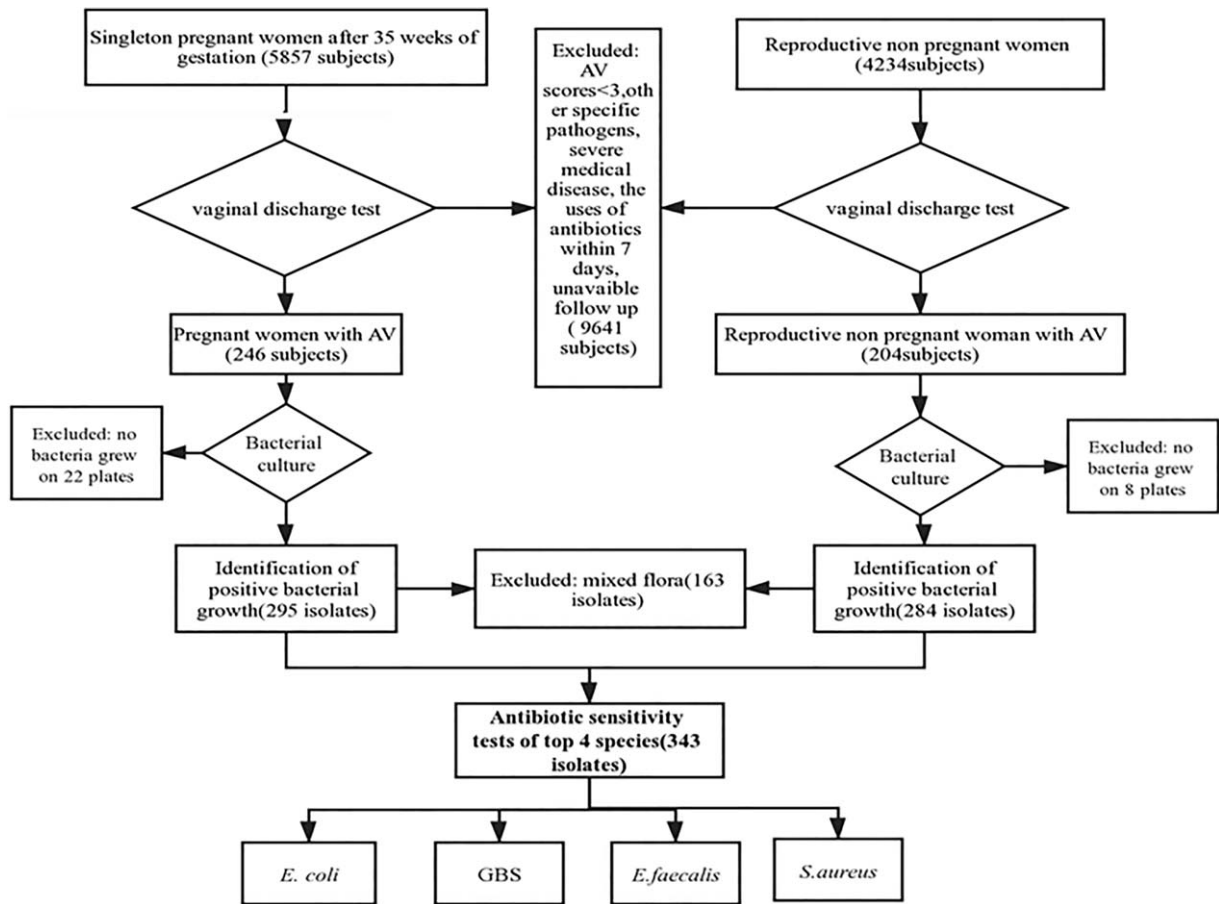 Singleton pregnant women after 35 weeks of
gestation (5857 subjects)
Excluded: AV
scores<3,oth
er specific
pathogens,
severe
medical
disease, the
uses of
antibiotics
within 7
days,
unavaible
follow up
( 9641
subjects)
Reproductive non pregnant women
(4234subjects)
vaginal discharge test
vaginal discharge test
Pregnant women with AV
(246 subjects)
Reproductive non pregnant woman with AV
(204subjects)
Excluded: no
bacteria grew
on 22 plates
Bacterial
culture
Bacterial
culture
Excluded: no
bacteria grew
on 8 plates
Identification of
positive bacterial
growth(295 isolates)
Excluded: mixed flora(163
isolates)
Identification of
positive bacterial
growth(284 isolates)
Antibiotic sensitivity
tests of top 4 species(343
isolates)
E. coli
GBS
E.faecalis
S.aureus